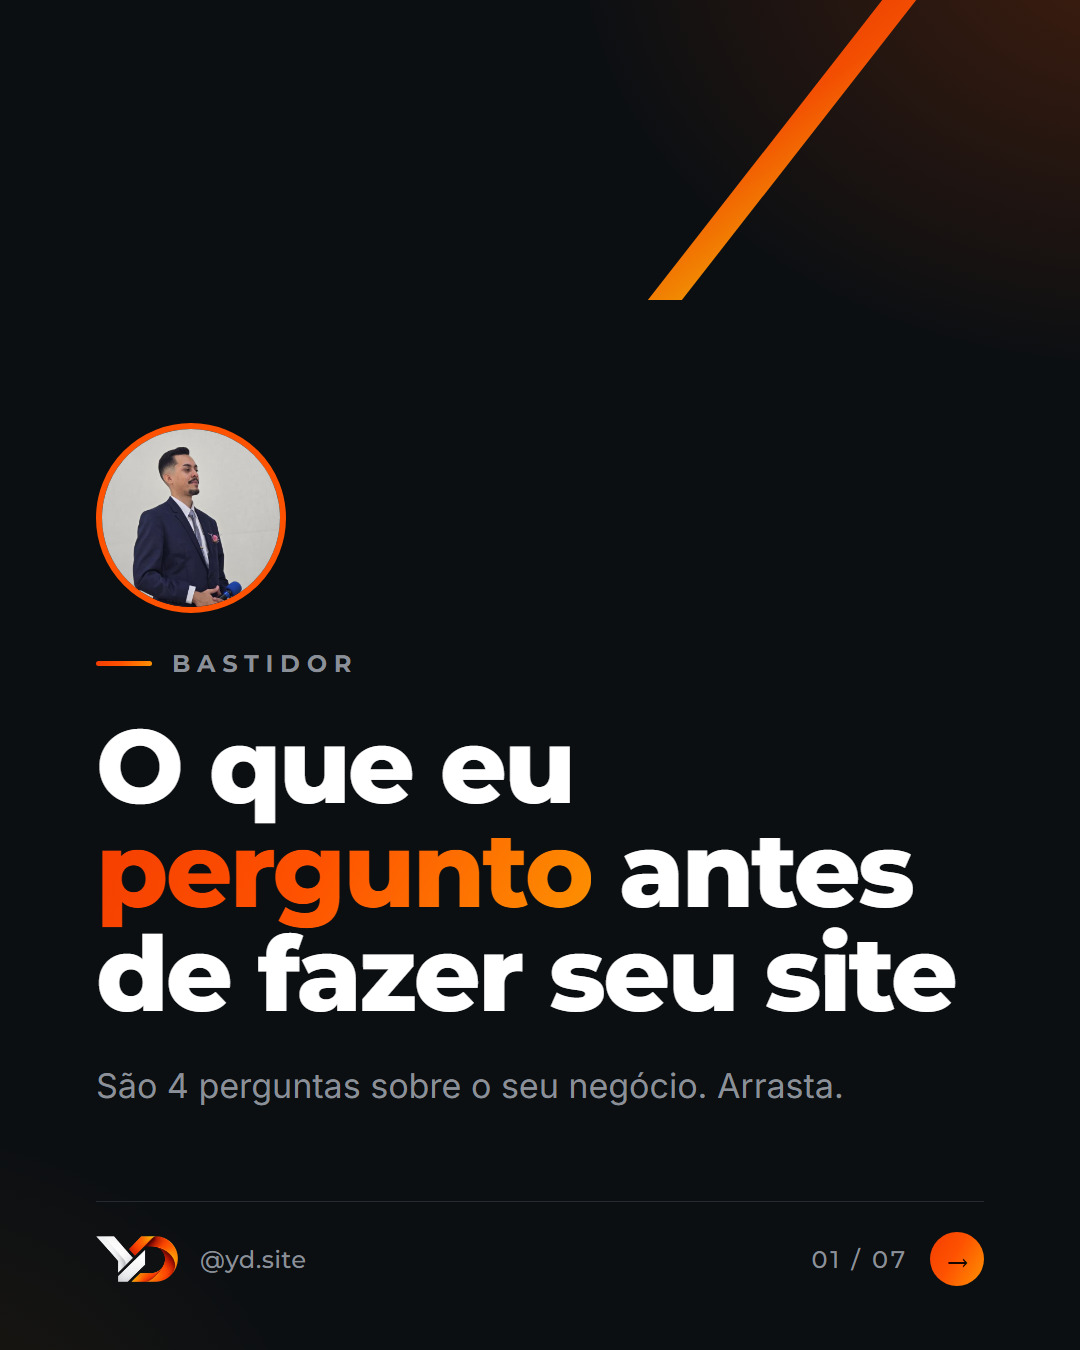 BASTIDOR
O que eu
pergunto antes
de fazer seu site
São 4 perguntas sobre o seu negócio. Arrasta.
YD @yd.site
01 / 07 →